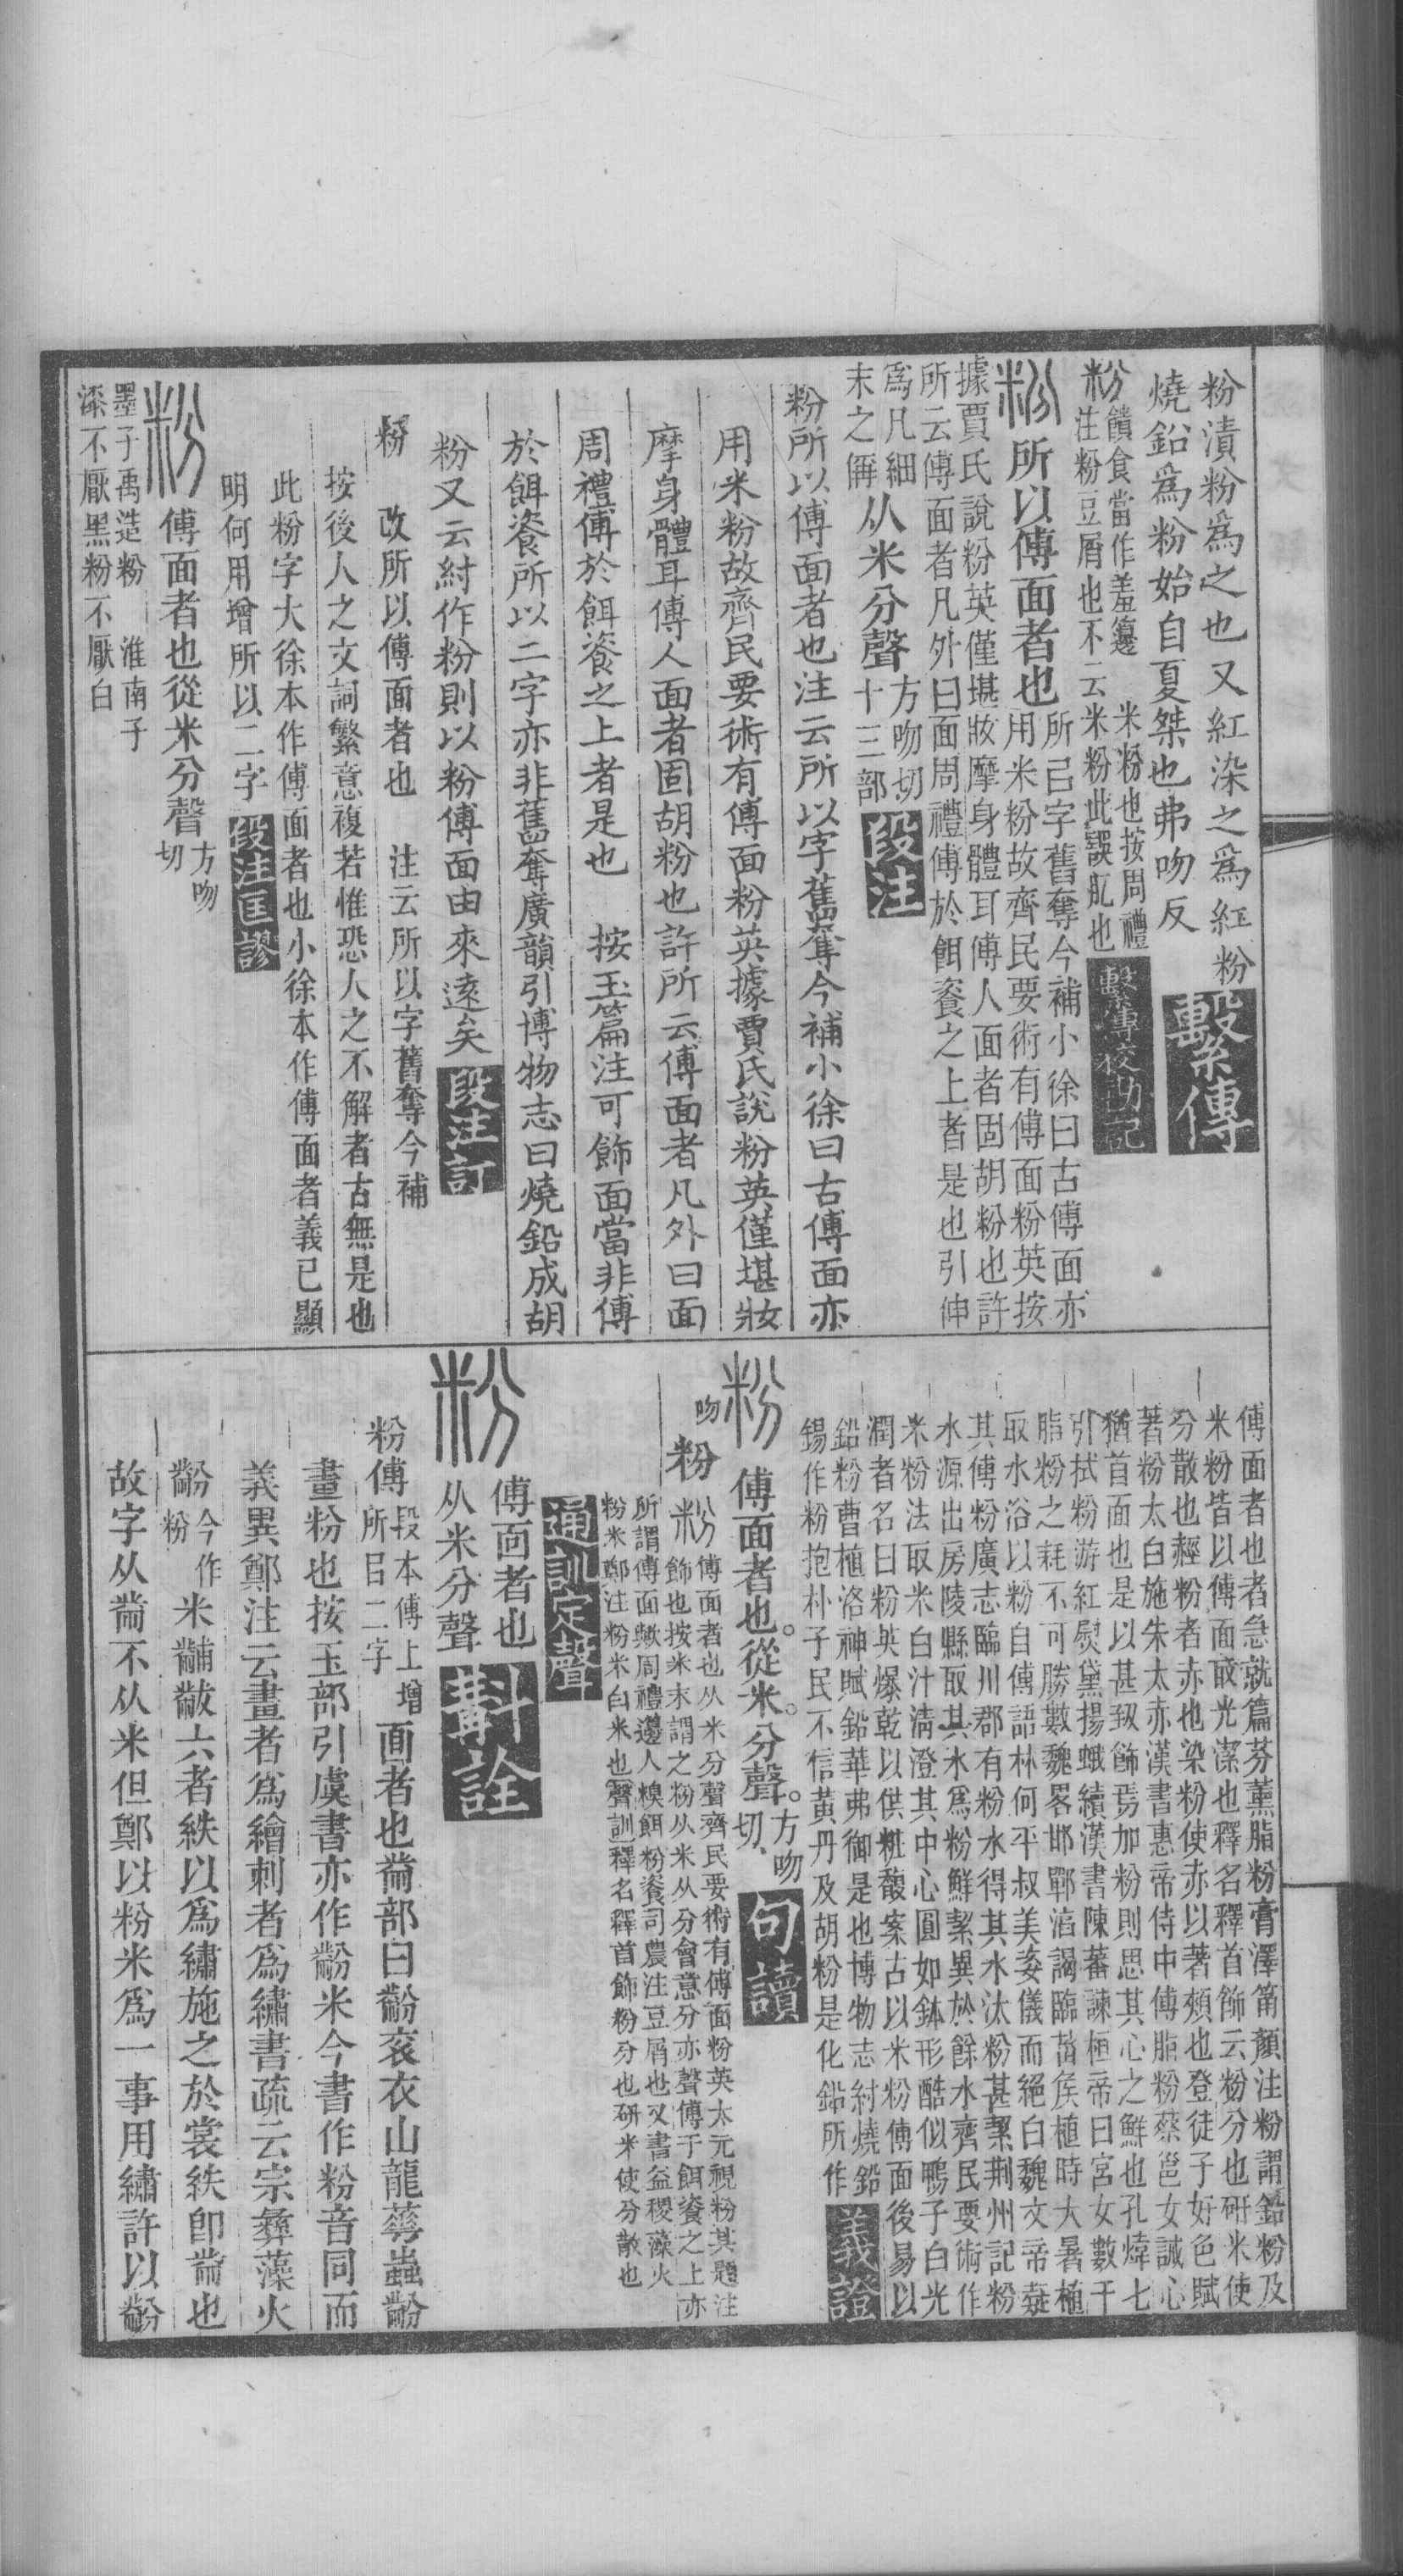 粉漬粉爲之也又紅染之爲紅粉繫傳
燒鉛爲粉始自夏桀也弗吻反
粉饋食當作羞籩米粉也按周禮
注粉豆屑也不云米粉此誤肊也繫傳校勘記
粉所以傅面者也所㠯字舊奪今補小徐曰古傅面亦
用米粉故齊民要術有傅面粉英按
據賈氏說粉英僅堪妝摩身體耳傅人面者固胡粉也許
所云傅面者凡外曰面周禮傅於餌餈之上者是也引伸
爲凡細
末之偁从米分聲方吻切
十三部段注
粉所以傅面者也注云所以字舊奪今補小徐曰古傅面亦
用米粉故齊民要術有傅面粉英據賈氏說粉英僅堪妝
摩身體耳傅人面者固胡粉也許所云傅面者凡外曰面
周禮傅於餌餈之上者是也 按玉篇注可飾面當非傅
於餌餈所以二字亦非舊奪廣韻引博物志曰燒鉛成胡
粉又云紂作粉則以粉傅面由來遠矣段注訂
粉 改所以傅面者也 注云所以字舊奪今補
按後人之文詞繁意複若惟恐人之不解者古無是也
此粉字大徐本作傅面者也小徐本作傅面者義已顯
明何用增所以二字段注匡謬
粉傅面者也從米分聲方吻
切
墨子禹造粉 淮南子
漆不厭黑粉不厭白
傅面者也者急就篇芬薰脂粉膏澤筩顏注粉謂鉛粉及
米粉皆以傅面取光潔也釋名釋首飾云粉分也研米使
分散也䞓粉者赤也染粉使赤以著頰也登徒子好色賦
著粉太白施朱太赤漢書惠帝侍中傅脂粉蔡邕女誡心
猶首面也是以甚致飾焉加粉則思其心之鮮也孔煒七
引拭粉游紅熨黛揚蛾續漢書陳蕃諫桓帝曰宮女數千
脂粉之耗不可勝數魏畧邯鄲滔謁臨菑矦植時大暑植
取水浴以粉自傅語林何平叔美姿儀而絕白魏文帝疑
其傅粉廣志臨川郡有粉水得其水汰粉甚絜荆州記粉
水源出房陵縣取其水爲粉鮮絜異於餘水齊民要術作
米粉法取米白汁淸澄其中心圓如鉢形酷似鴨子白光
潤者名曰粉英爆乾以供粧馥案古以米粉傅面後易以
鉛粉曹植洛神賦鉛華弗御是也博物志紂燒鉛
錫作粉抱朴子民不信黃丹及胡粉是化鉛所作義證
粉傅面者也。從米。分聲。方吻
切、句讀
吻 粉粉傅面者也从米分聲齊民要術有傅面粉英太元視粉其題注
飾也按米末謂之粉从米从分會意分亦聲傅于餌餈之上亦
所謂傅面歟周禮籩人糗餌粉餈司農注豆屑也又書益稷藻火
粉米鄭注粉米白米也聲訓釋名釋首飾粉分也研米使分散也
通訓定聲
粉傅面者也
从米分聲斠詮
粉傅段本傅上增
所㠯二字面者也黹部曰黺袞衣山龍華蟲黺
畫粉也按玉部引虞書亦作黺米今書作粉音同而
義異鄭注云畫者爲繪刺者爲繡書疏云宗彝藻火
黺今作
粉米黼黻六者紩以爲繡施之於裳紩卽黹也
故字从黹不从米但鄭以粉米爲一事用繡許以黺